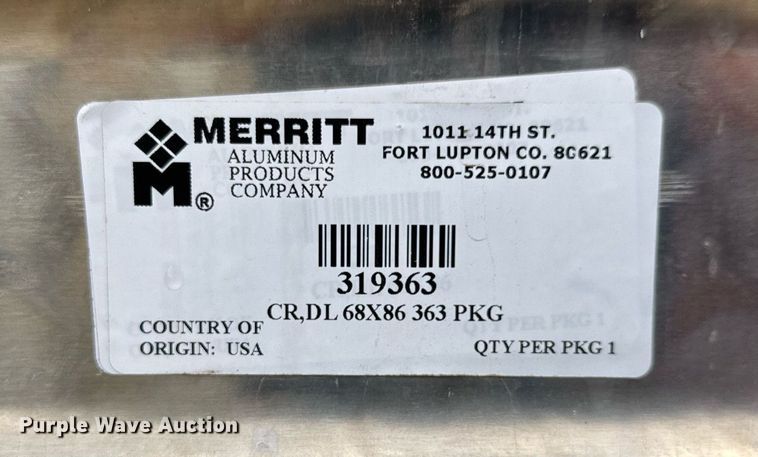 MERRITT
ALUMINUM
PRODUCTS
COMPANY
M®
1011 14TH ST.
FORT LUPTON CO. 80621
800-525-0107
319363
CR,DL 68X86 363 PKG
COUNTRY OF
ORIGIN: USA
QTY PER PKG 1
Purple Wave Auction